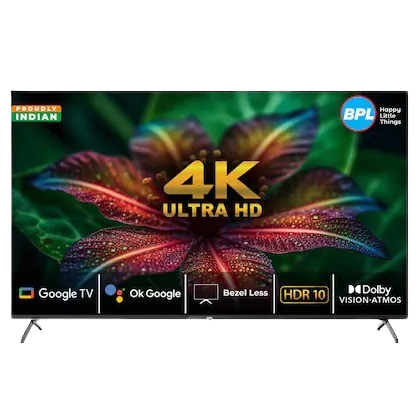 PROUDLY
INDIAN
BPL
Happy
Little
Things
4K
ULTRA HD
Google TV
Ok Google
Bezel Less
HDR 10
Dolby
VISION·ATMOS
BPL